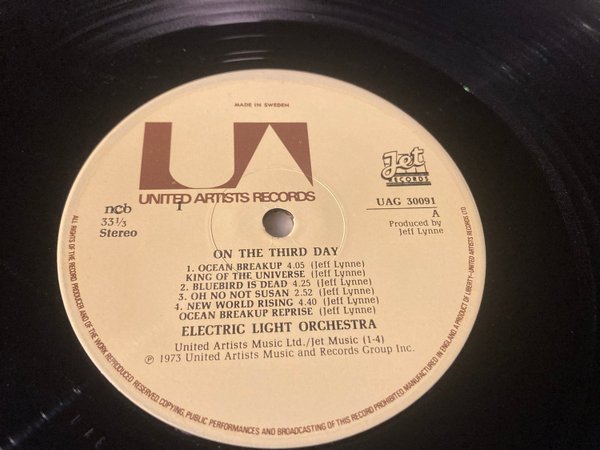 MADE IN SWEDEN
UA
UNITED ARTISTS RECORDS
Jet
RECORDS
ncb
33 1/3
Stereo
UAG 30091
A
Produced by
Jeff Lynne
ON THE THIRD DAY
1. OCEAN BREAKUP 4.05 (Jeff Lynne)
KING OF THE UNIVERSE (Jeff Lynne)
2. BLUEBIRD IS DEAD 4.25 (Jeff Lynne)
3. OH NO NOT SUSAN 2.52 (Jeff Lynne)
4. NEW WORLD RISING 4.40 (Jeff Lynne)
OCEAN BREAKUP REPRISE (Jeff Lynne)
ELECTRIC LIGHT ORCHESTRA
United Artists Music Ltd./Jet Music (1-4)
℗ 1973 United Artists Music and Records Group Inc.
ALL RIGHTS OF THE RECORD PRODUCER AND OF THE WORK REPRODUCED RESERVED. COPYING, PUBLIC PERFORMANCES AND BROADCASTING OF THIS RECORD PROHIBITED. MANUFACTURED IN ENGLAND A PRODUCT OF LIBERTY-UNITED ARTISTS RECORDS LTD.